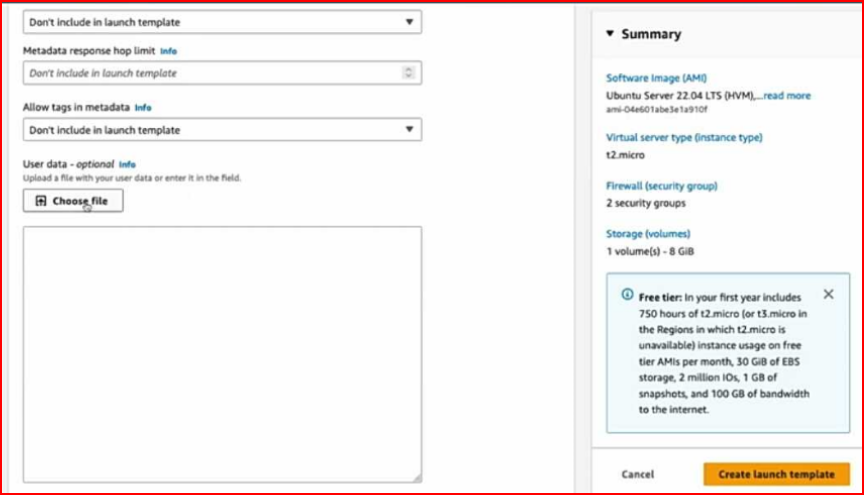 Don't include in launch template
Metadata response hop limit Info
Don't include in launch template
Allow tags in metadata Info
Don't include in launch template
User data - optional Info
Upload a file with your user data or enter it in the field.
Choose file
Summary
Software Image (AMI)
Ubuntu Server 22.04 LTS (HVM),...read more
ami-04e601abe3e1a910f
Virtual server type (instance type)
t2.micro
Firewall (security group)
2 security groups
Storage (volumes)
1 volume(s) - 8 GiB
Free tier: In your first year includes
750 hours of t2.micro (or t3.micro in
the Regions in which t2.micro is
unavailable) instance usage on free
tier AMIs per month, 30 GiB of EBS
storage, 2 million IOs, 1 GB of
snapshots, and 100 GB of bandwidth
to the internet.
Cancel
Create launch template